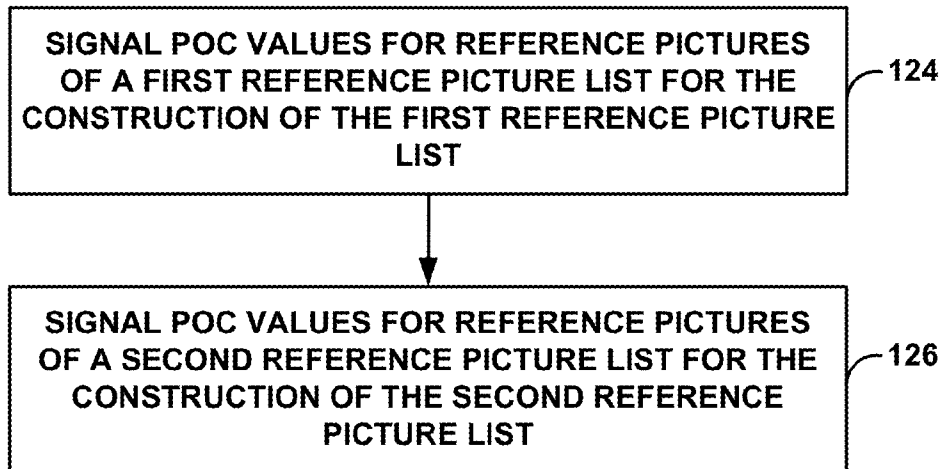 SIGNAL POC VALUES FOR REFERENCE PICTURES
OF A FIRST REFERENCE PICTURE LIST FOR THE
CONSTRUCTION OF THE FIRST REFERENCE PICTURE
LIST
124
SIGNAL POC VALUES FOR REFERENCE PICTURES
OF A SECOND REFERENCE PICTURE LIST FOR THE
CONSTRUCTION OF THE SECOND REFERENCE
PICTURE LIST
126